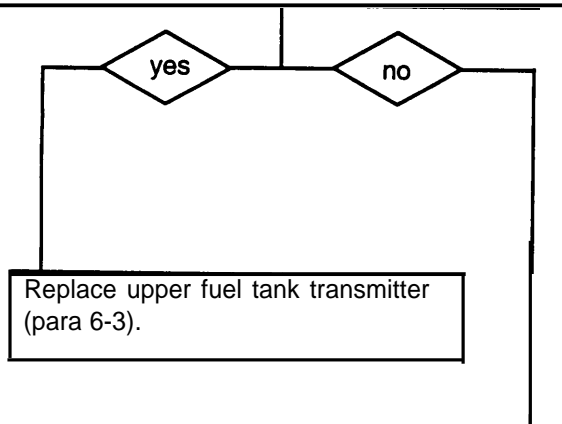 yes
no
Replace upper fuel tank transmitter
(para 6-3).